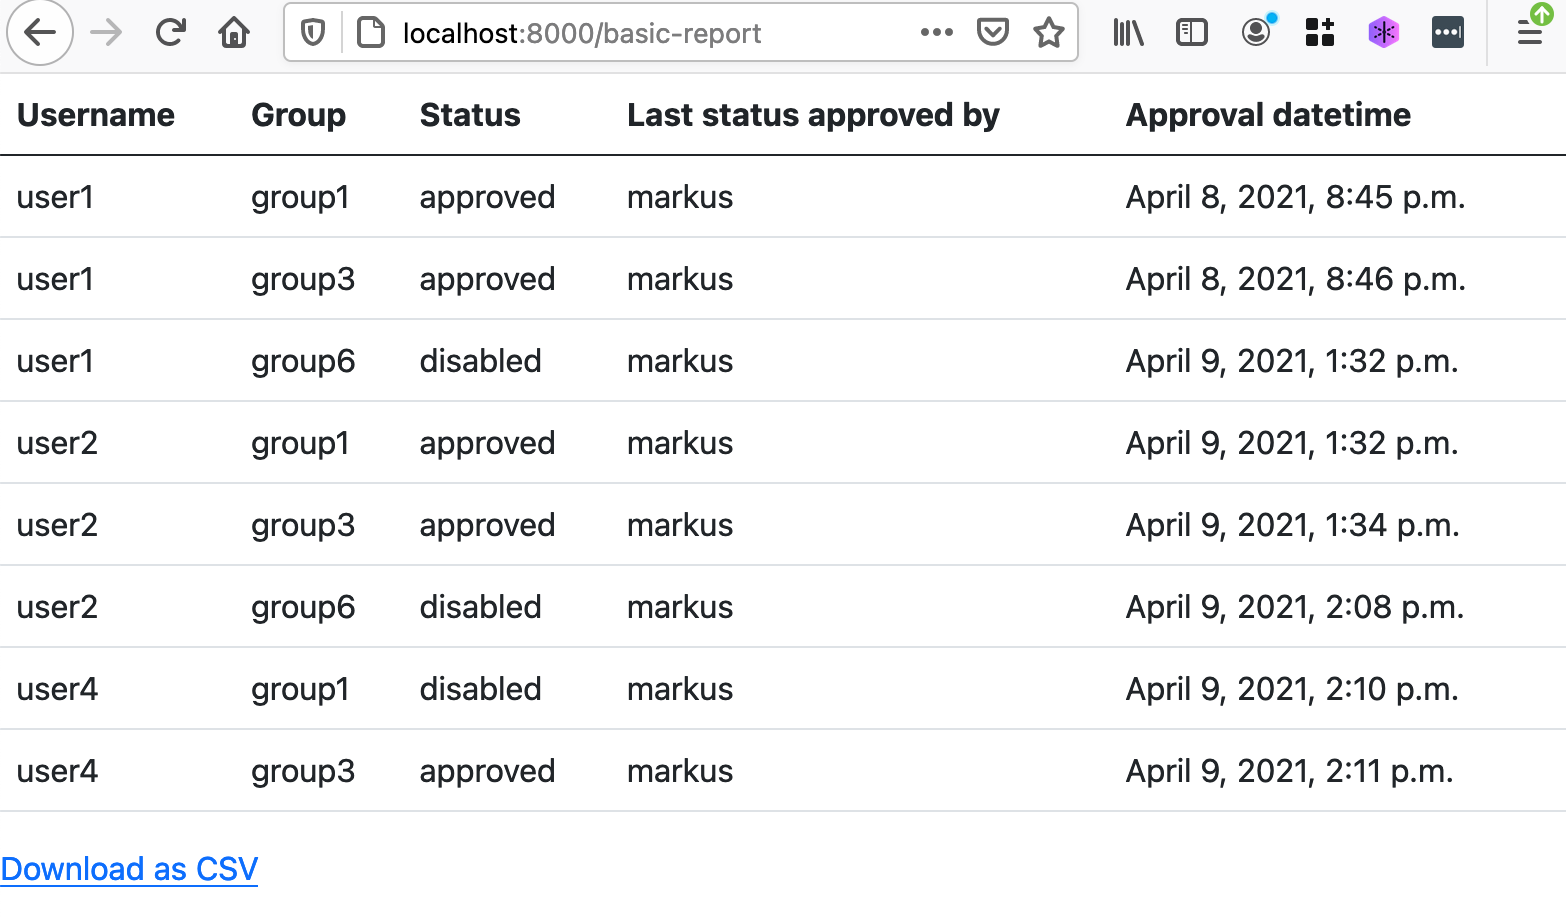 localhost:8000/basic-report
Username Group Status Last status approved by Approval datetime
user1 group1 approved markus April 8, 2021, 8:45 p.m.
user1 group3 approved markus April 8, 2021, 8:46 p.m.
user1 group6 disabled markus April 9, 2021, 1:32 p.m.
user2 group1 approved markus April 9, 2021, 1:32 p.m.
user2 group3 approved markus April 9, 2021, 1:34 p.m.
user2 group6 disabled markus April 9, 2021, 2:08 p.m.
user4 group1 disabled markus April 9, 2021, 2:10 p.m.
user4 group3 approved markus April 9, 2021, 2:11 p.m.
Download as CSV